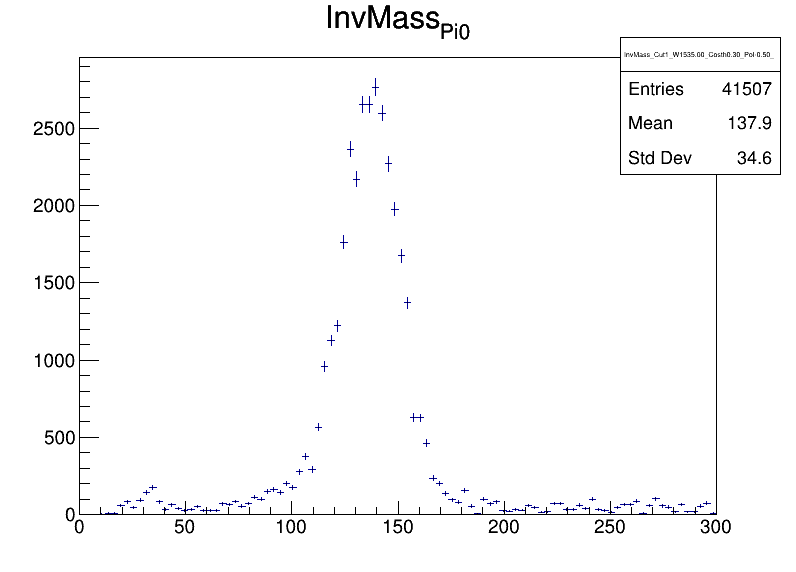 InvMassPi0
InvMass_Cut1_W1535.00_Costh0.30_Pol-0.50_
Entries 41507
Mean 137.9
Std Dev 34.6
2500
2000
1500
1000
500
0
0 50 100 150 200 250 300